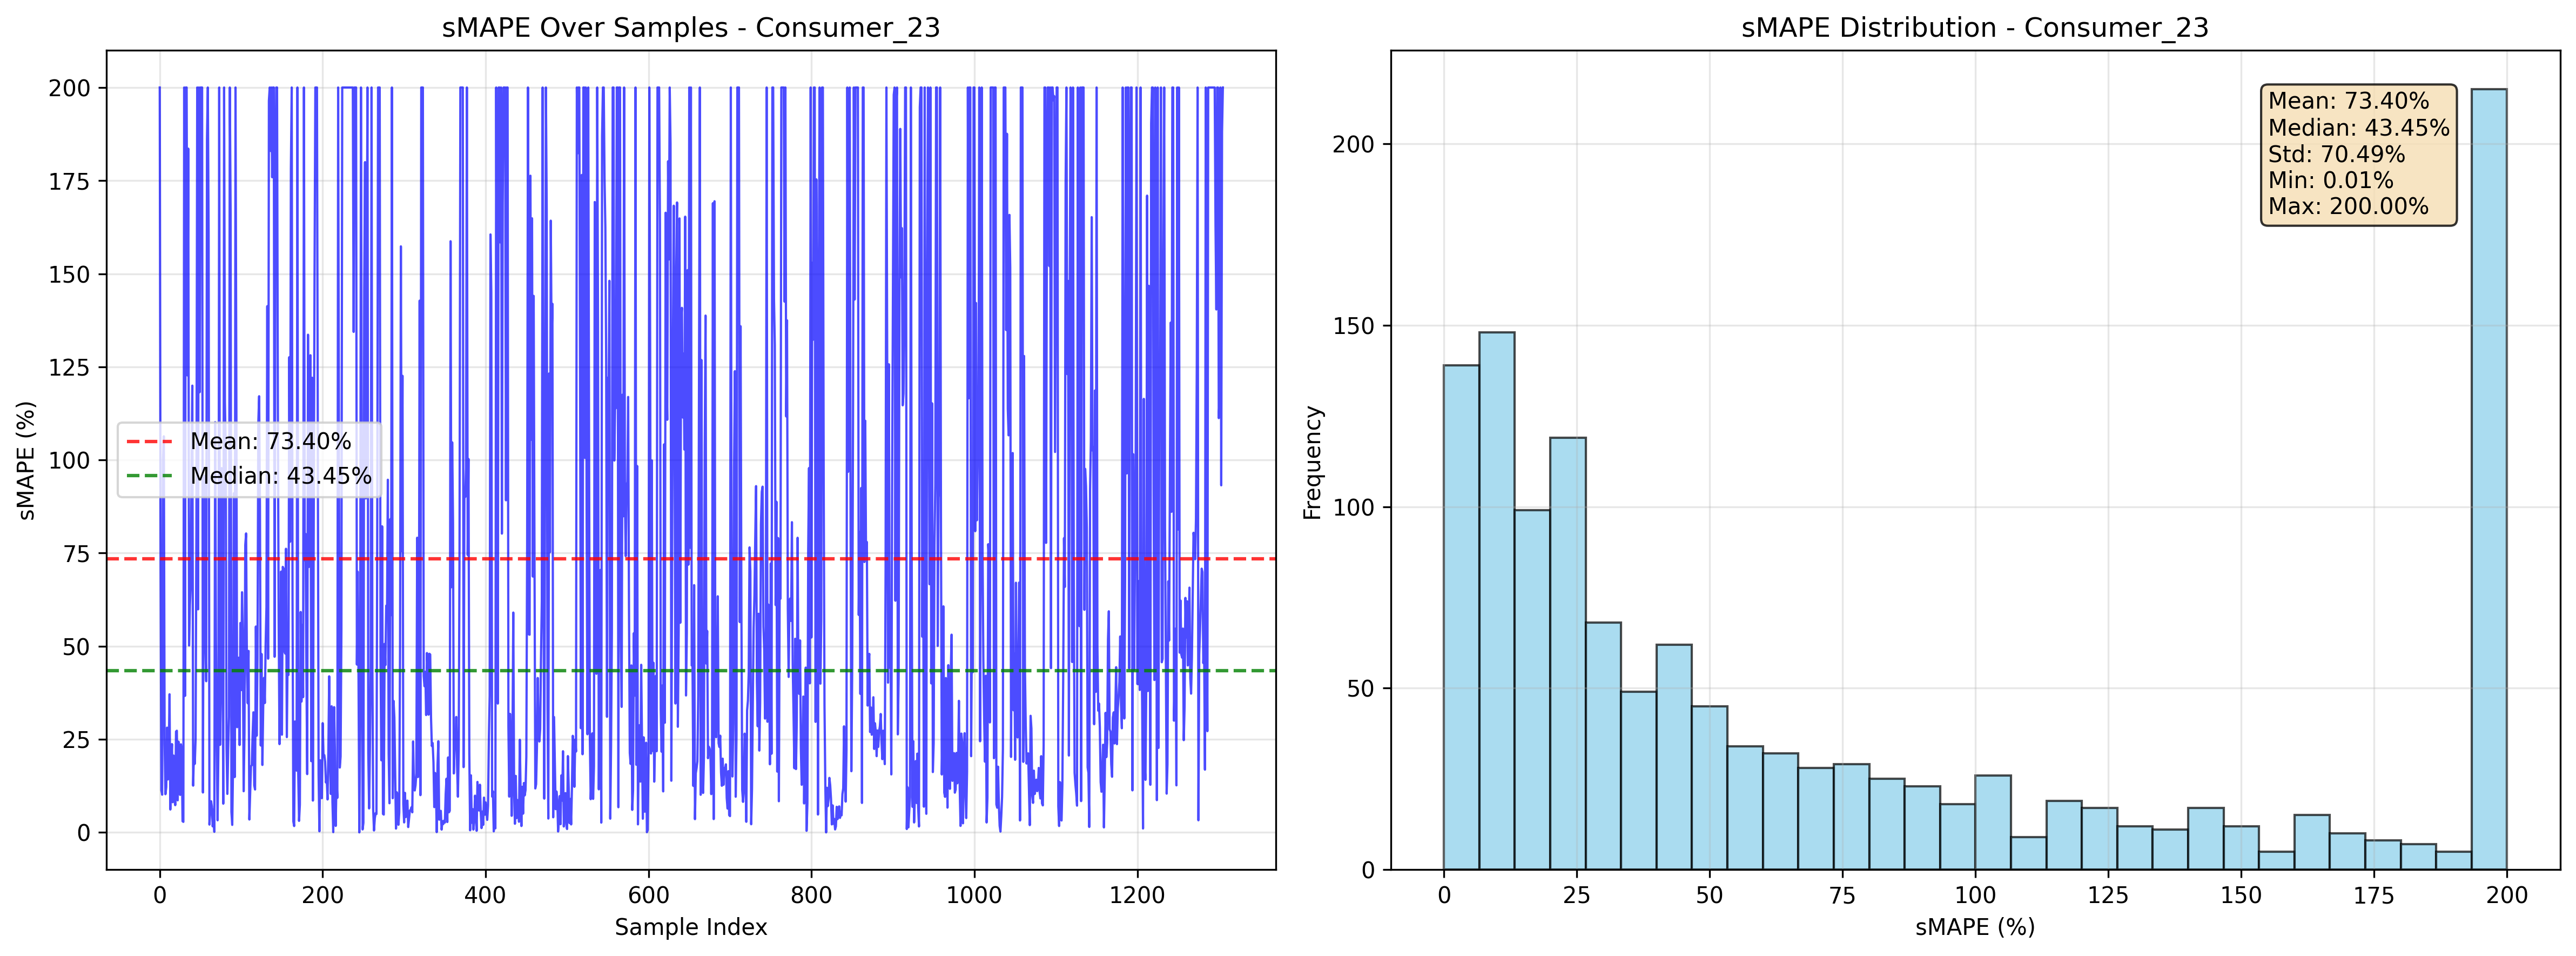 sMAPE Over Samples - Consumer_23
sMAPE (%)
200
175
150
125
100
75
50
25
0
Mean: 73.40%
Median: 43.45%
0 200 400 600 800 1000 1200
Sample Index
sMAPE Distribution - Consumer_23
Frequency
200
150
100
50
0
Mean: 73.40%
Median: 43.45%
Std: 70.49%
Min: 0.01%
Max: 200.00%
0 25 50 75 100 125 150 175 200
sMAPE (%)